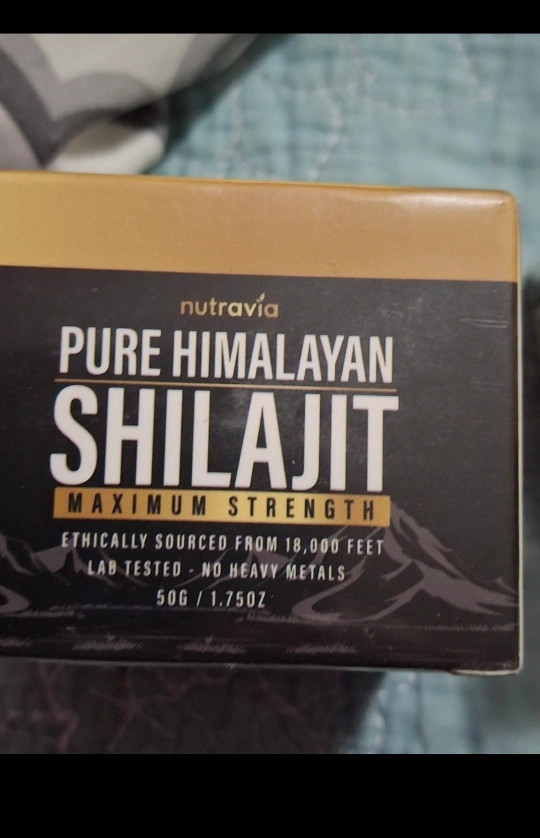 nutravia
PURE HIMALAYAN
SHILAJIT
MAXIMUM STRENGTH
ETHICALLY SOURCED FROM 18,000 FEET
LAB TESTED - NO HEAVY METALS
50G / 1.75OZ